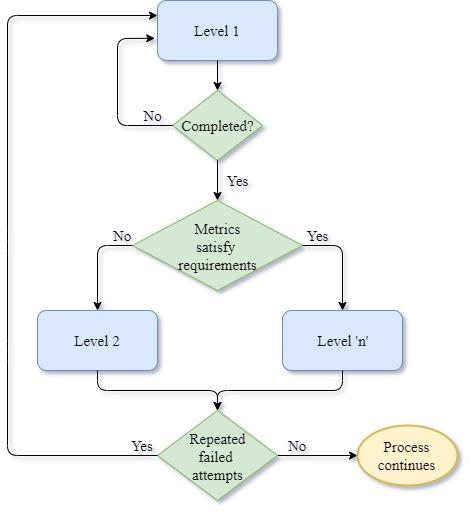 Level 1
No
Completed?
Yes
Metrics
satisfy
requirements
No
Yes
Level 2
Level 'n'
Repeated
failed
attempts
Yes
No
Process
continues